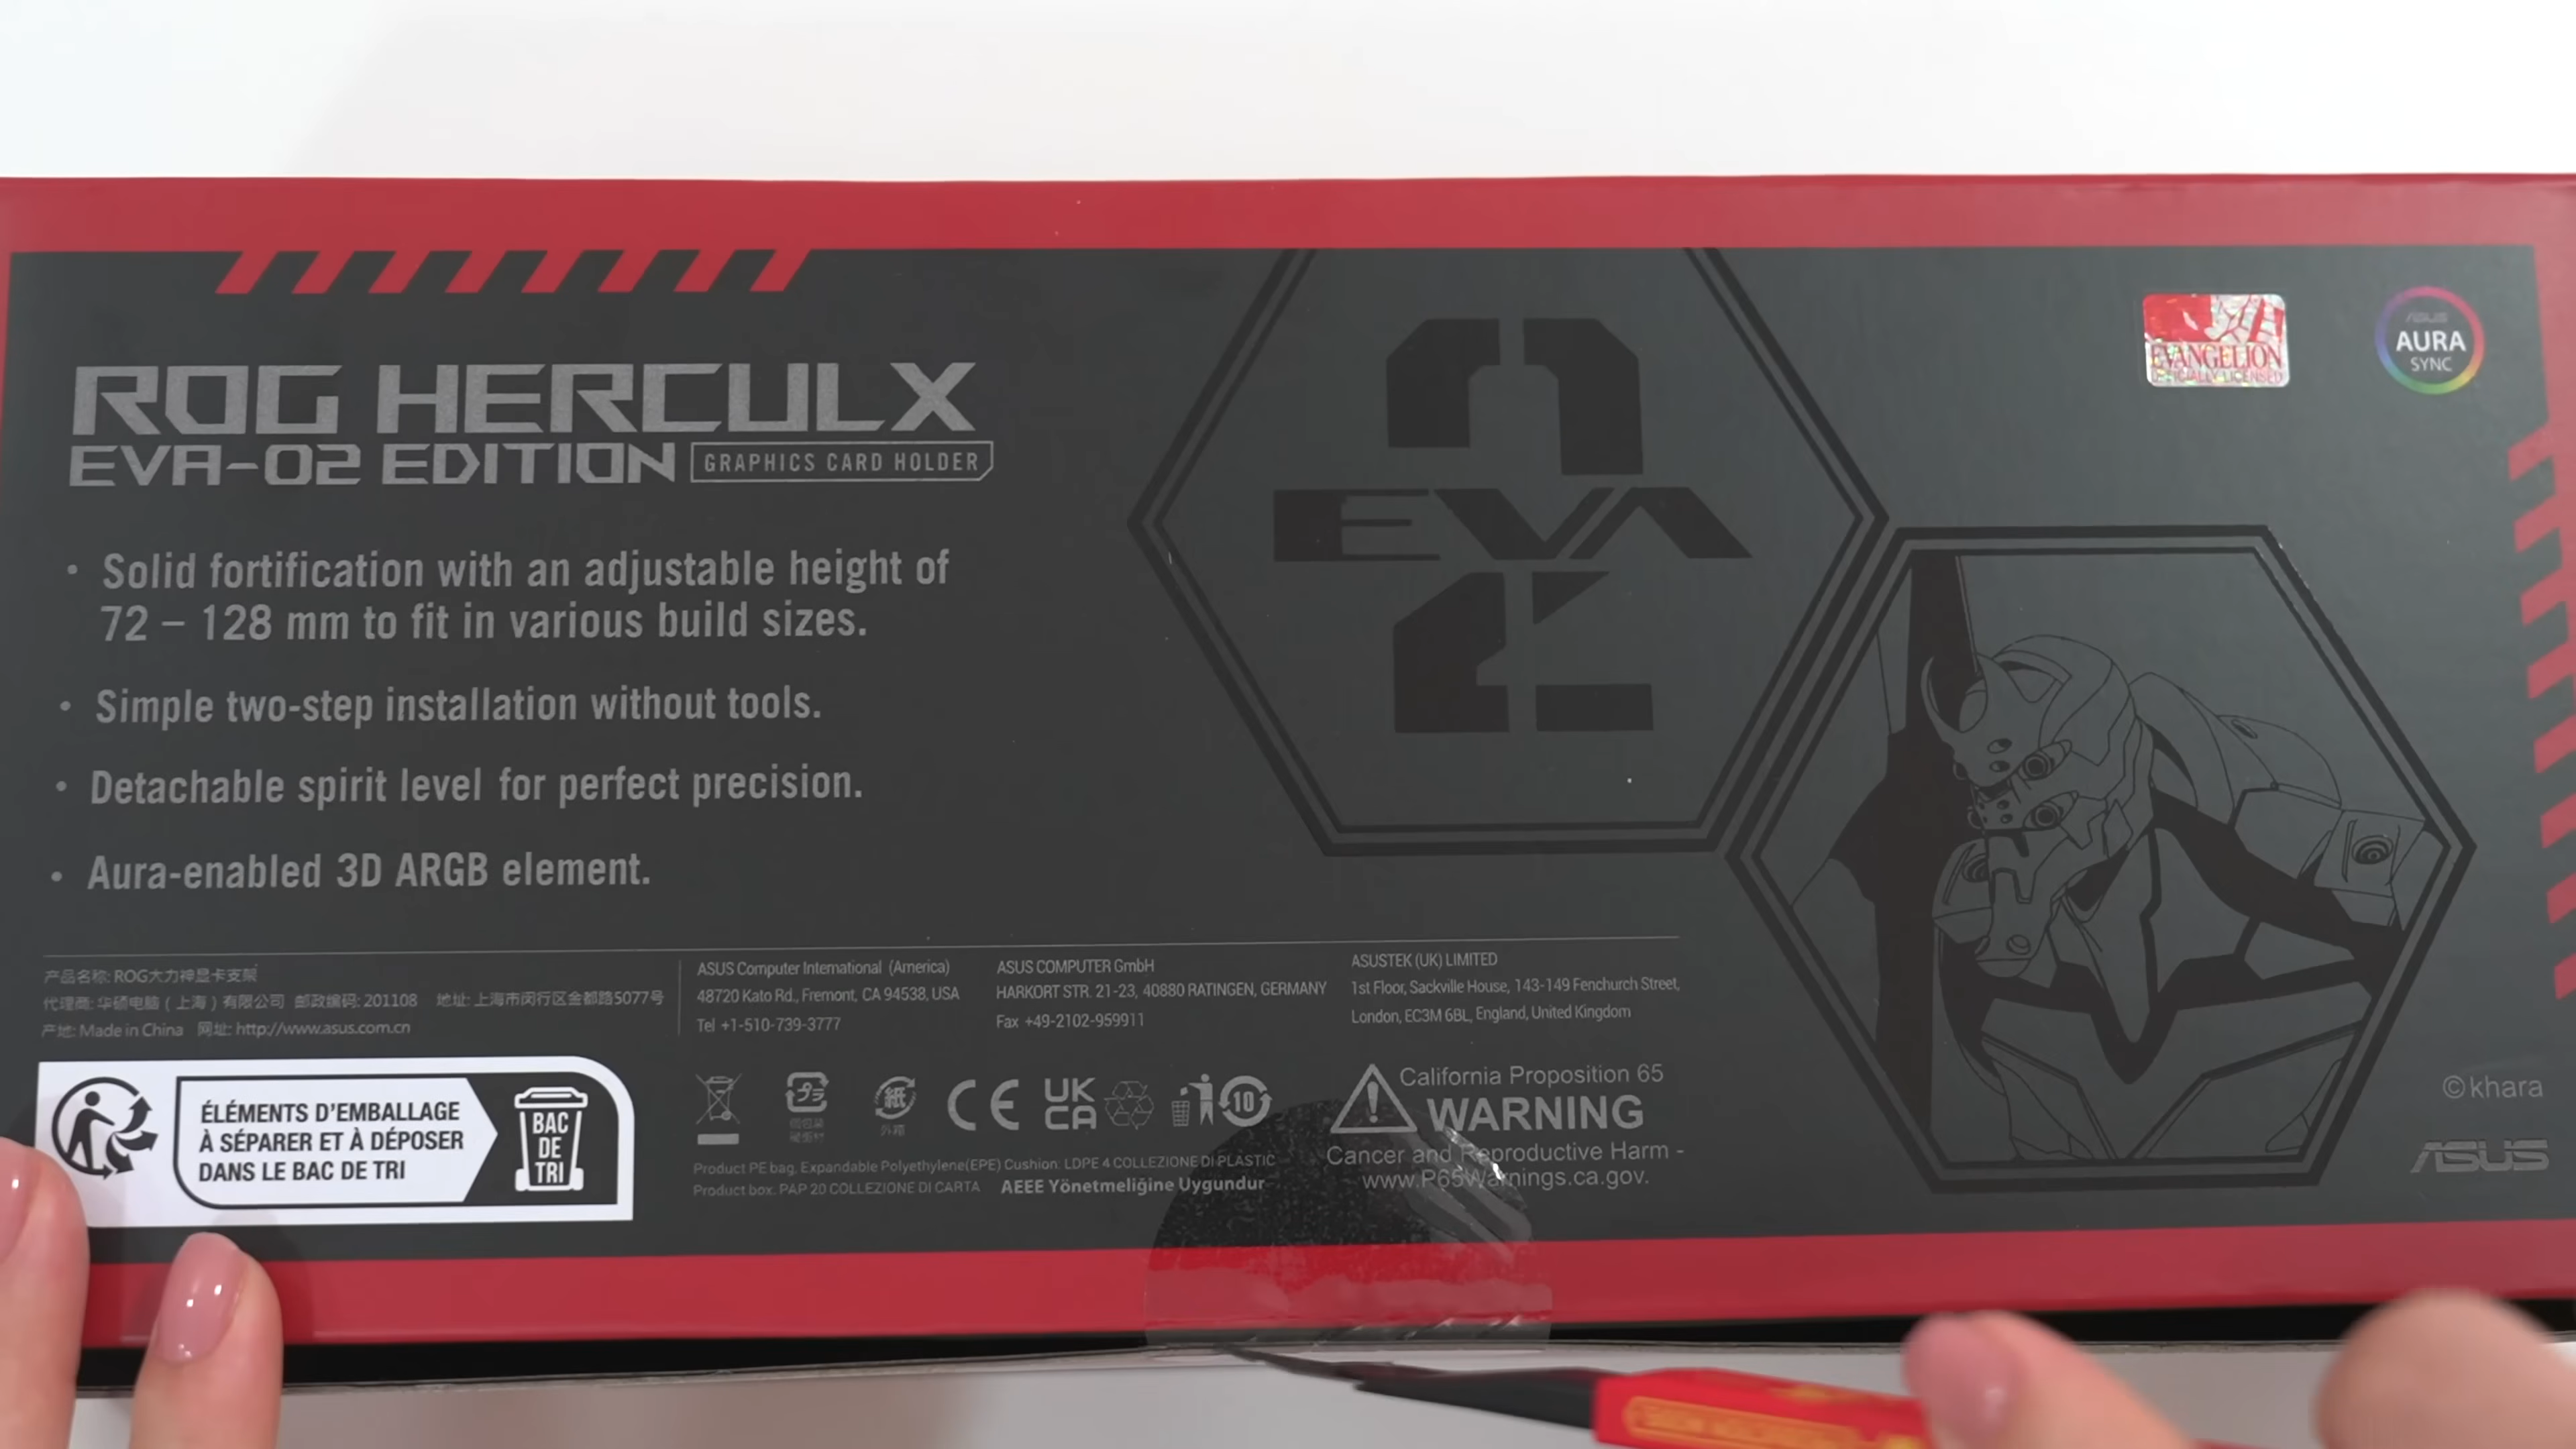 ROG HERCULX
EVA-02 EDITION GRAPHICS CARD HOLDER
• Solid fortification with an adjustable height of
72 – 128 mm to fit in various build sizes.
• Simple two-step installation without tools.
• Detachable spirit level for perfect precision.
• Aura-enabled 3D ARGB element.
0
EVA
2
EVANGELION
OFFICIALLY LICENSED
ASUS
AURA
SYNC
产品名称: ROG大力神显卡支架
代理商: 华硕电脑（上海）有限公司 邮政编码: 201108 地址: 上海市闵行区金都路5077号
产地: Made in China 网址: http://www.asus.com.cn
ASUS Computer International (America)
48720 Kato Rd., Fremont, CA 94538, USA
Tel +1-510-739-3777
ASUS COMPUTER GmbH
HARKORT STR. 21-23, 40880 RATINGEN, GERMANY
Fax +49-2102-959911
ASUSTEK (UK) LIMITED
1st Floor, Sackville House, 143-149 Fenchurch Street,
London, EC3M 6BL, England, United Kingdom
ÉLÉMENTS D'EMBALLAGE
À SÉPARER ET À DÉPOSER
DANS LE BAC DE TRI
BAC
DE
TRI
プラ
紙
外箱
CE
UK
CA
10
Product PE bag, Expandable Polyethylene(EPE) Cushion: LDPE 4 COLLEZIONE DI PLASTIC
Product box: PAP 20 COLLEZIONE DI CARTA AEEE Yönetmeliğine Uygundur
California Proposition 65
WARNING
Cancer and Reproductive Harm -
www.P65Warnings.ca.gov.
©khara
ASUS